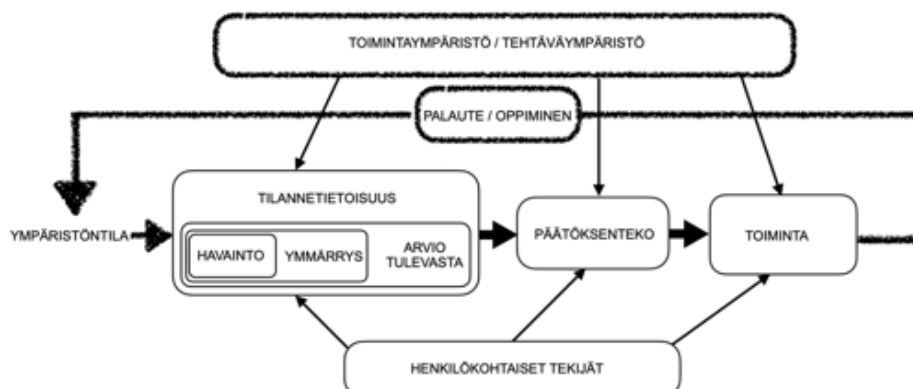 TOIMINTAYMPÄRISTÖ / TEHTÄVÄYMPÄRISTÖ
PALAUTE / OPPIMINEN
TILANNETIETOISUUS
YMPÄRISTÖNTILA
HAVAINTO
YMMÄRRYS
ARVIO
TULEVASTA
PÄÄTÖKSENTEKO
TOIMINTA
HENKILÖKOHTAISET TEKIJÄT